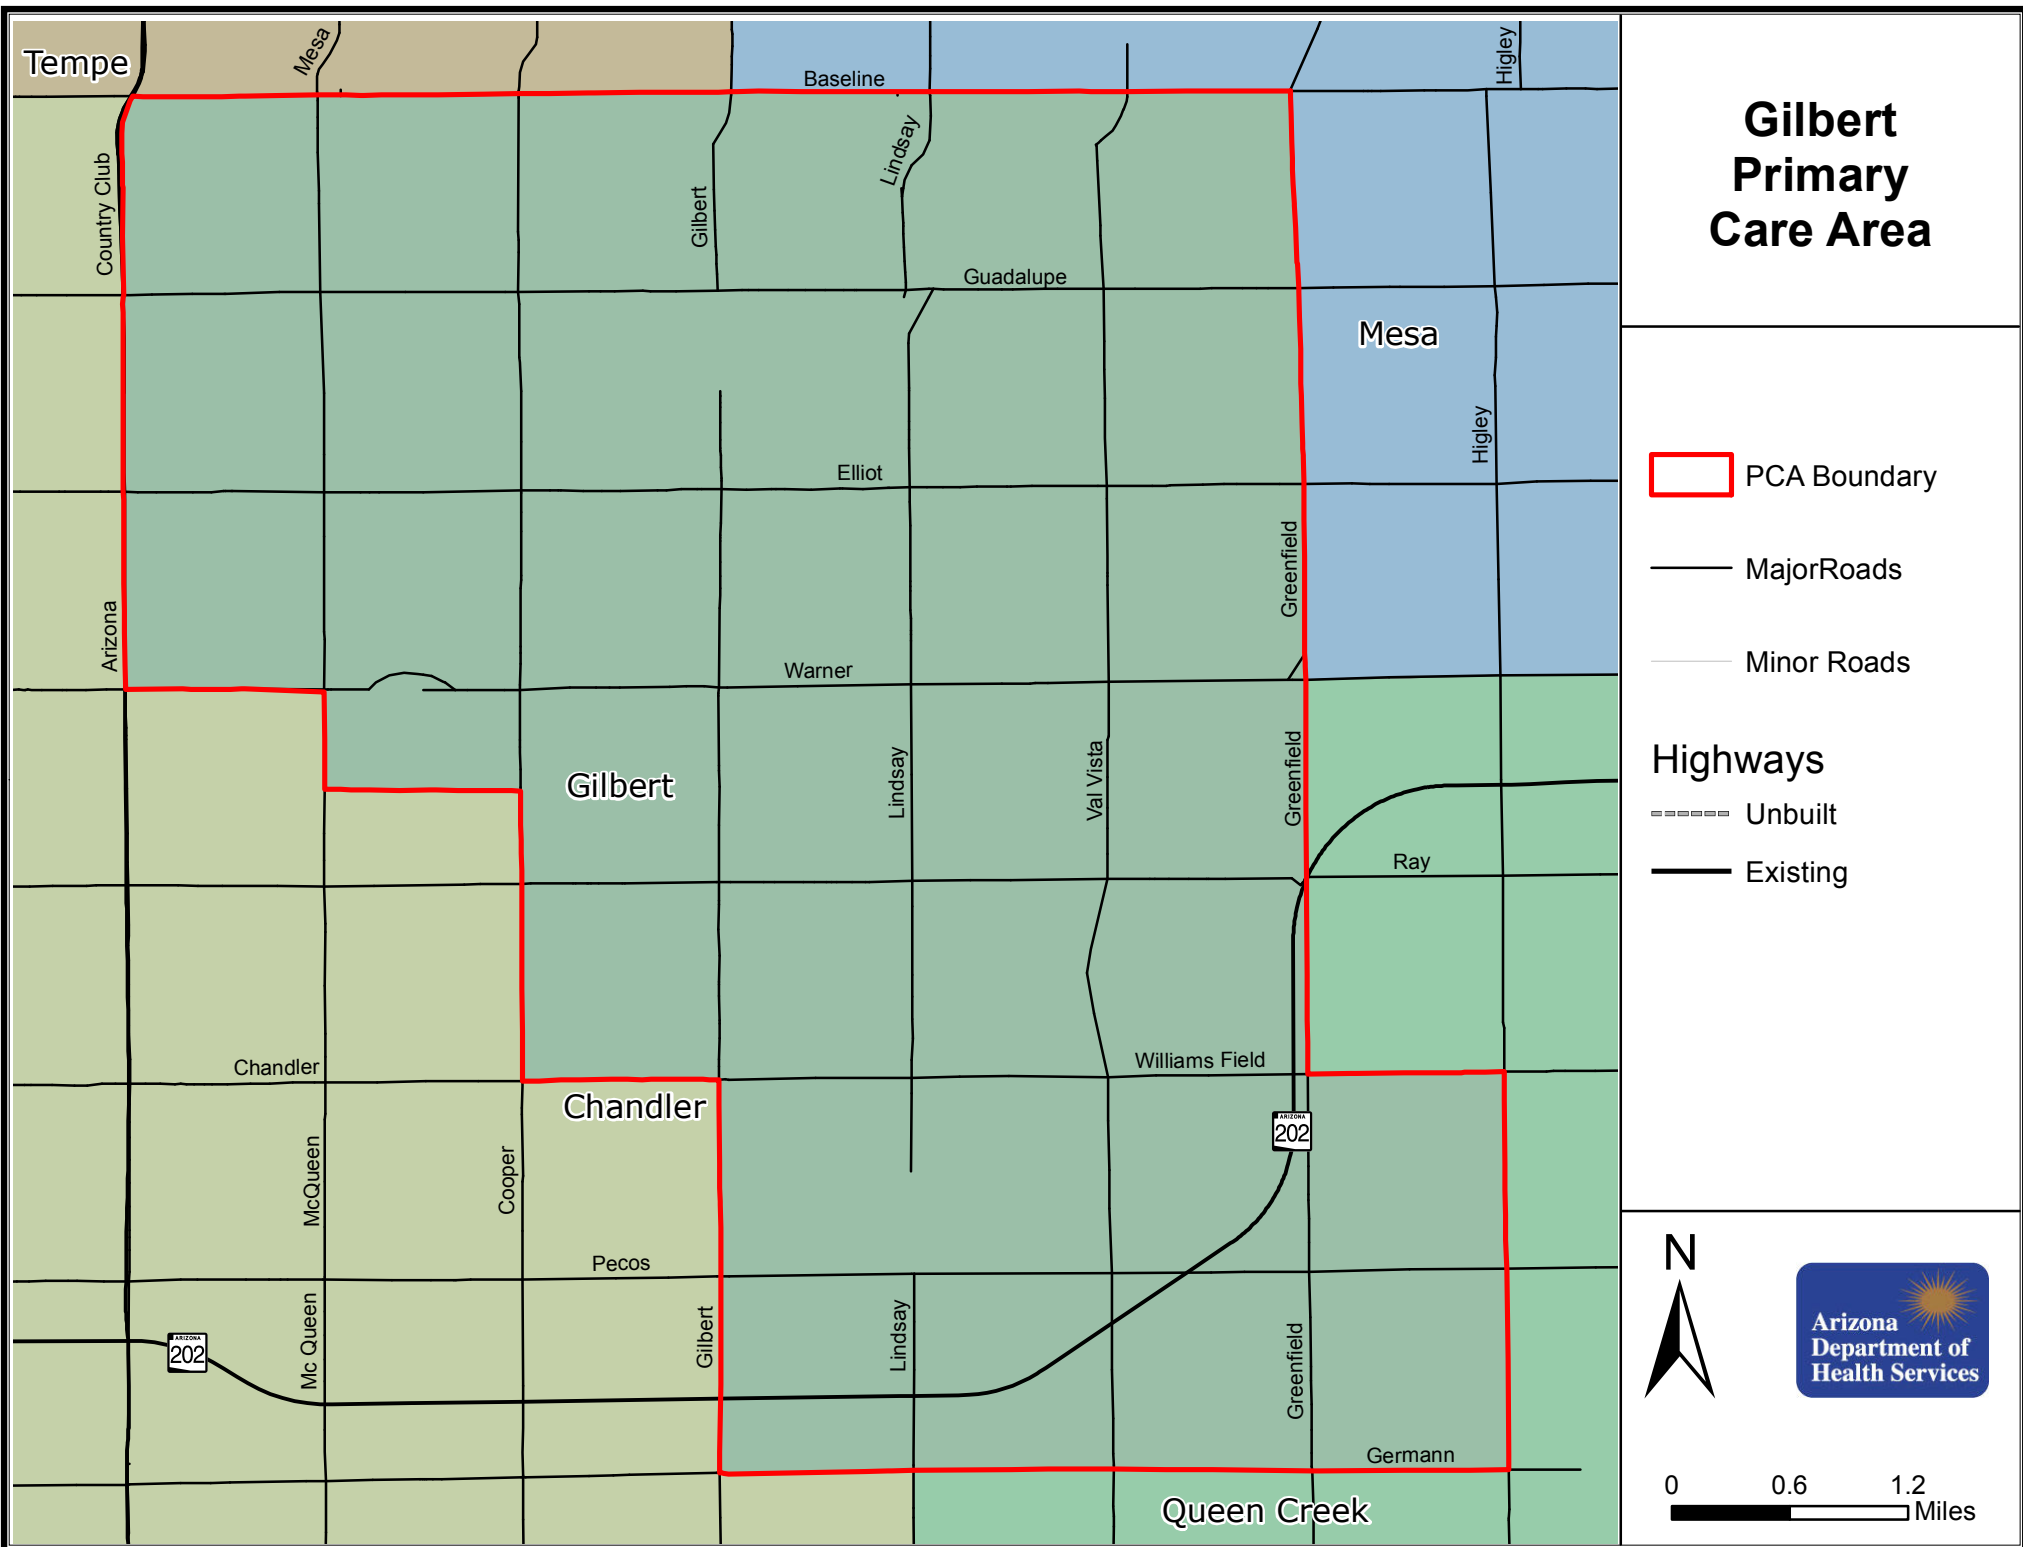 Tempe
Mesa
Higley
Baseline
Lindsay
Country Club
Gilbert
Guadalupe
Mesa
Higley
Elliot
Greenfield
Arizona
Warner
Gilbert
Lindsay
Val Vista
Greenfield
Ray
Chandler
Williams Field
Chandler
ARIZONA
202
McQueen
Cooper
Pecos
Mc Queen
Gilbert
Lindsay
Greenfield
ARIZONA
202
Germann
Queen Creek
Gilbert
Primary
Care Area
PCA Boundary
MajorRoads
Minor Roads
Highways
Unbuilt
Existing
N
Arizona
Department of
Health Services
0 0.6 1.2
Miles